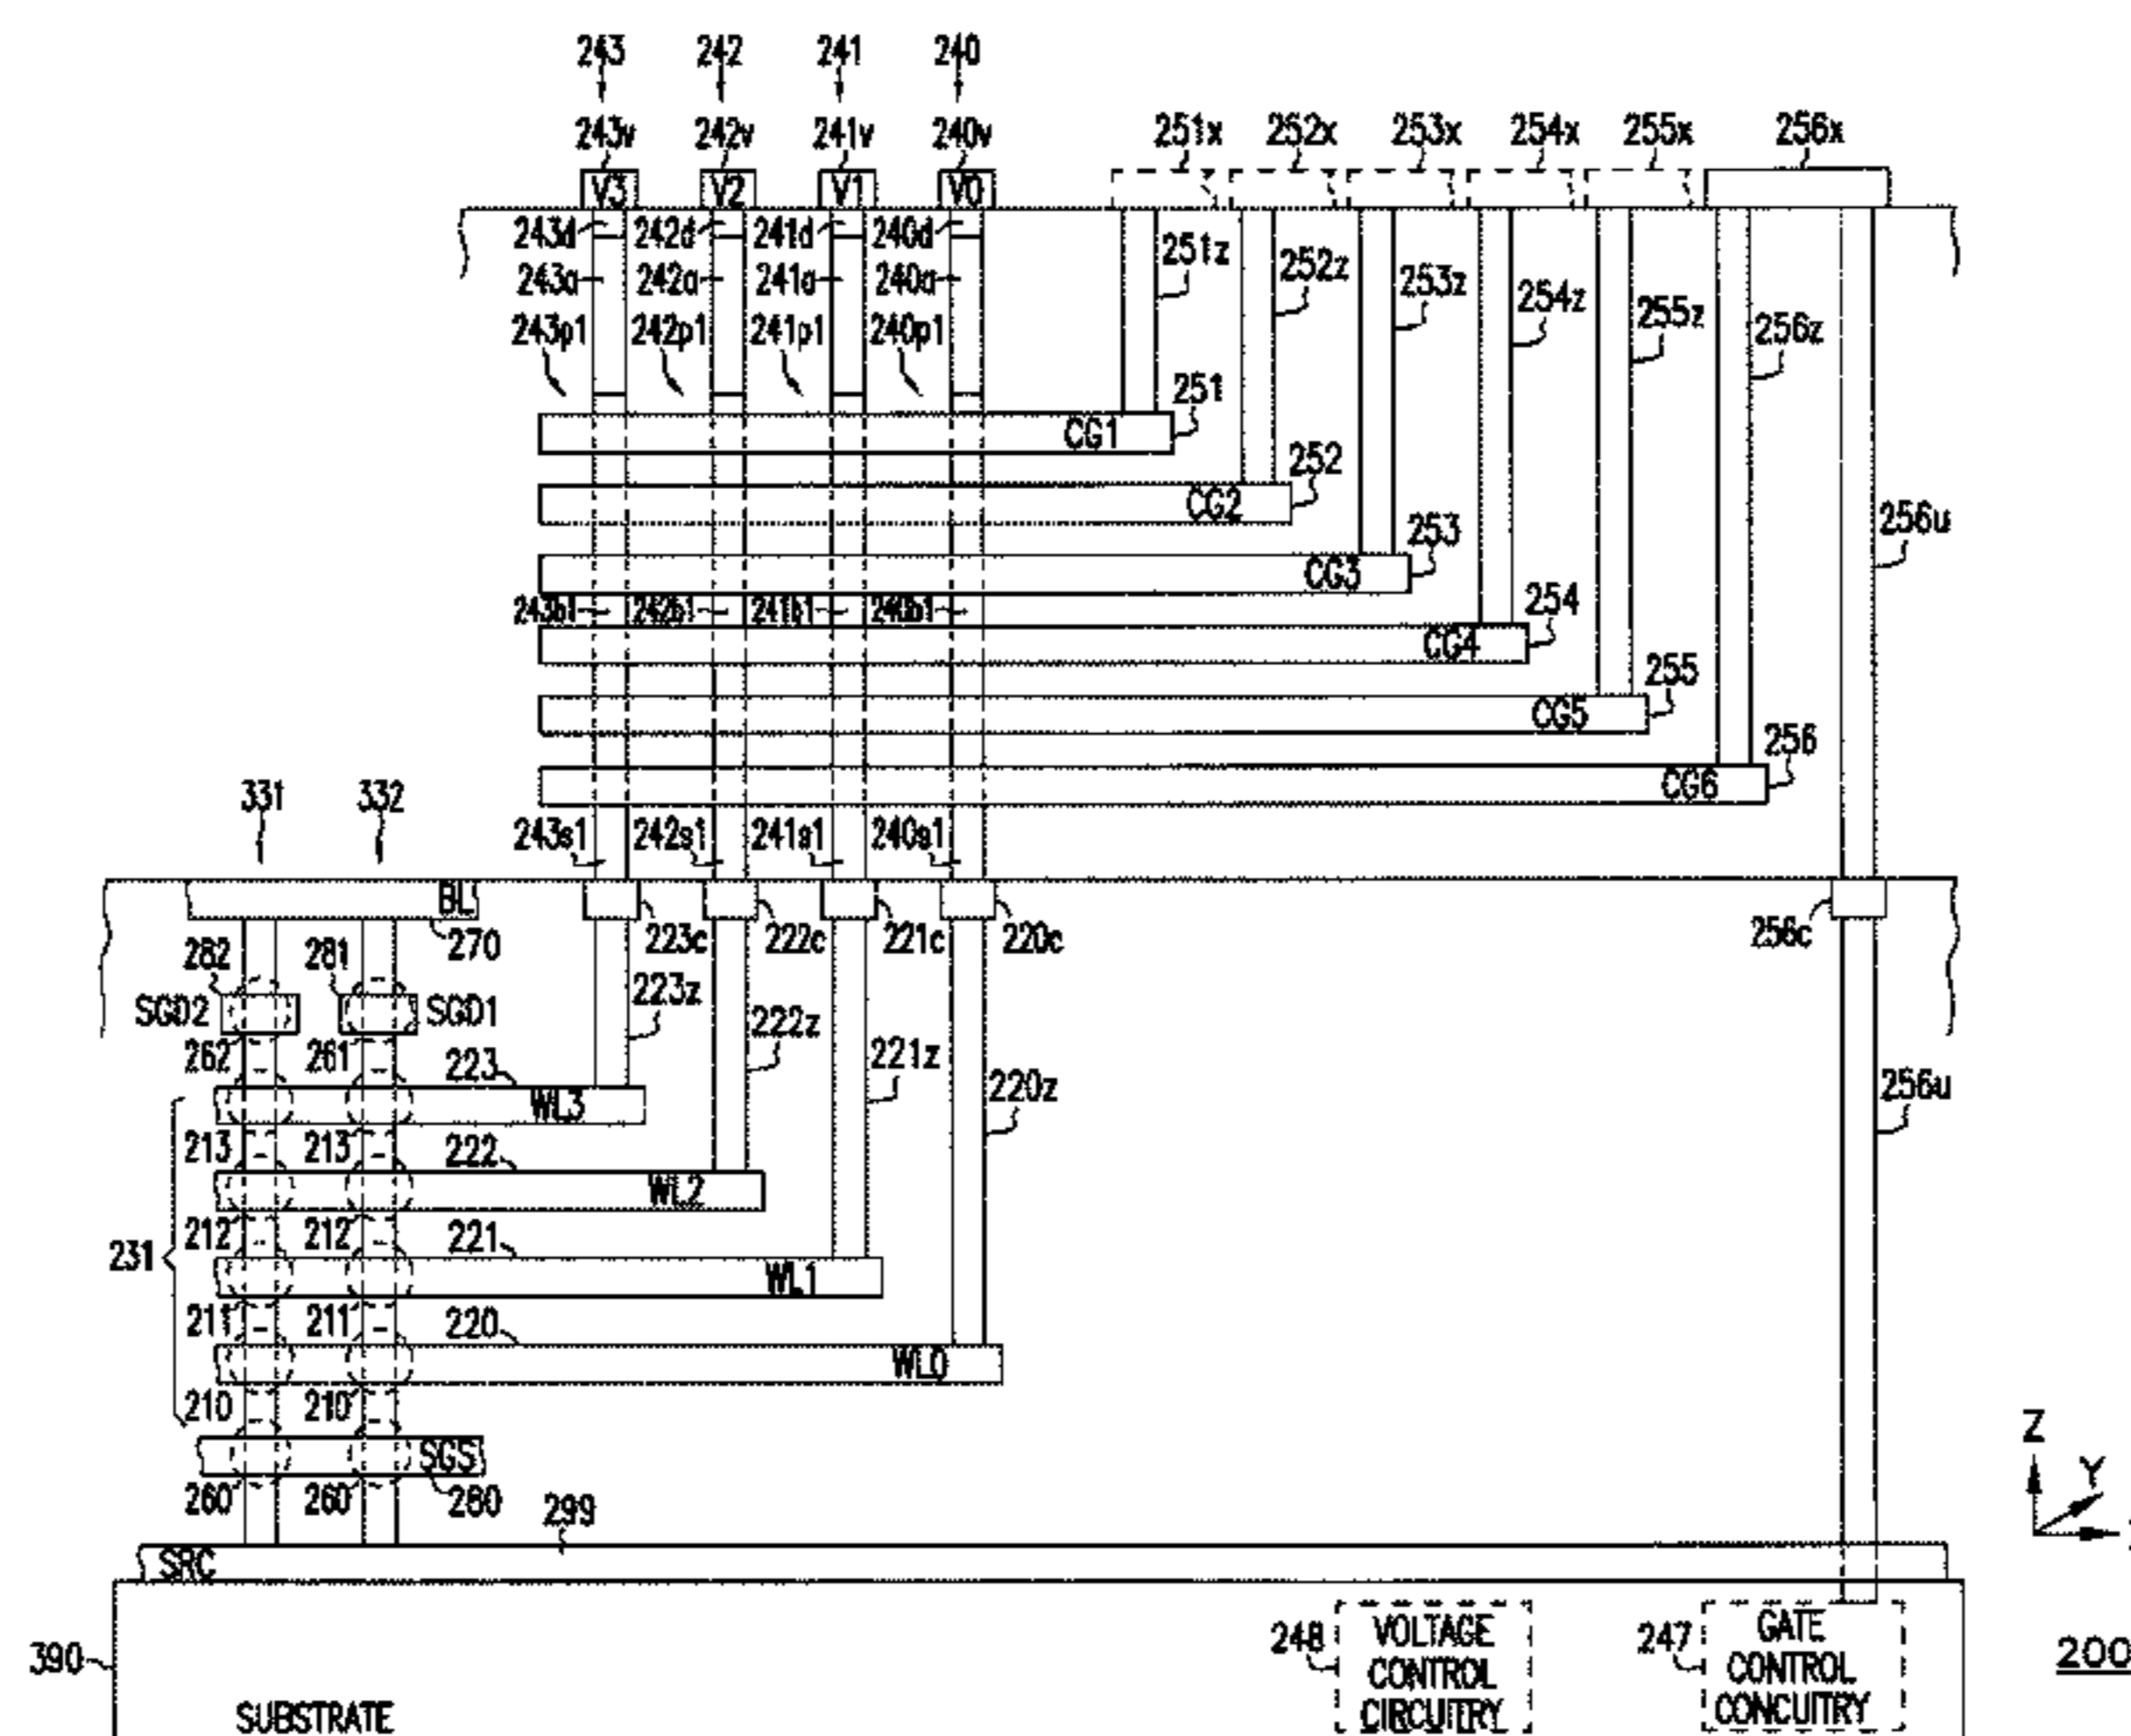 243 242 241 240
243v 242v 241v 240v 251x 252x 253x 254x 255x 256x
V3 V2 V1 V0
243d 242d 241d 240d
243a 242a 241a 240a 251z 252z 253z 254z 255z 256z
243p1 242p1 241p1 240p1
251
CG1
252
CG2
256u
253
CG3
243b1 242b1 241b1 240b1 254
CG4
255
CG5
256
CG6
331 332
243s1 242s1 241s1 240s1
BL
270 223c 222c 221c 220c 256c
282 281
SGD2 SGD1 223z 222z 221z 220z
262 261 223
WL3
256u
213 213 222
WL2
231 212 212 221
WL1
211 211 220
WL0
210 210
SGS
260 260 280
299
SRC
Z
Y
390
248 VOLTAGE CONTROL CIRCUITRY
247 GATE CONTROL CONCUITRY
200
SUBSTRATE